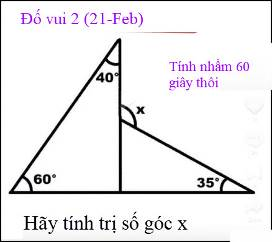 Đố vui 2 (21-Feb)
Tính nhẩm 60
giây thôi
40°
x
60°
35°
Hãy tính trị số góc x